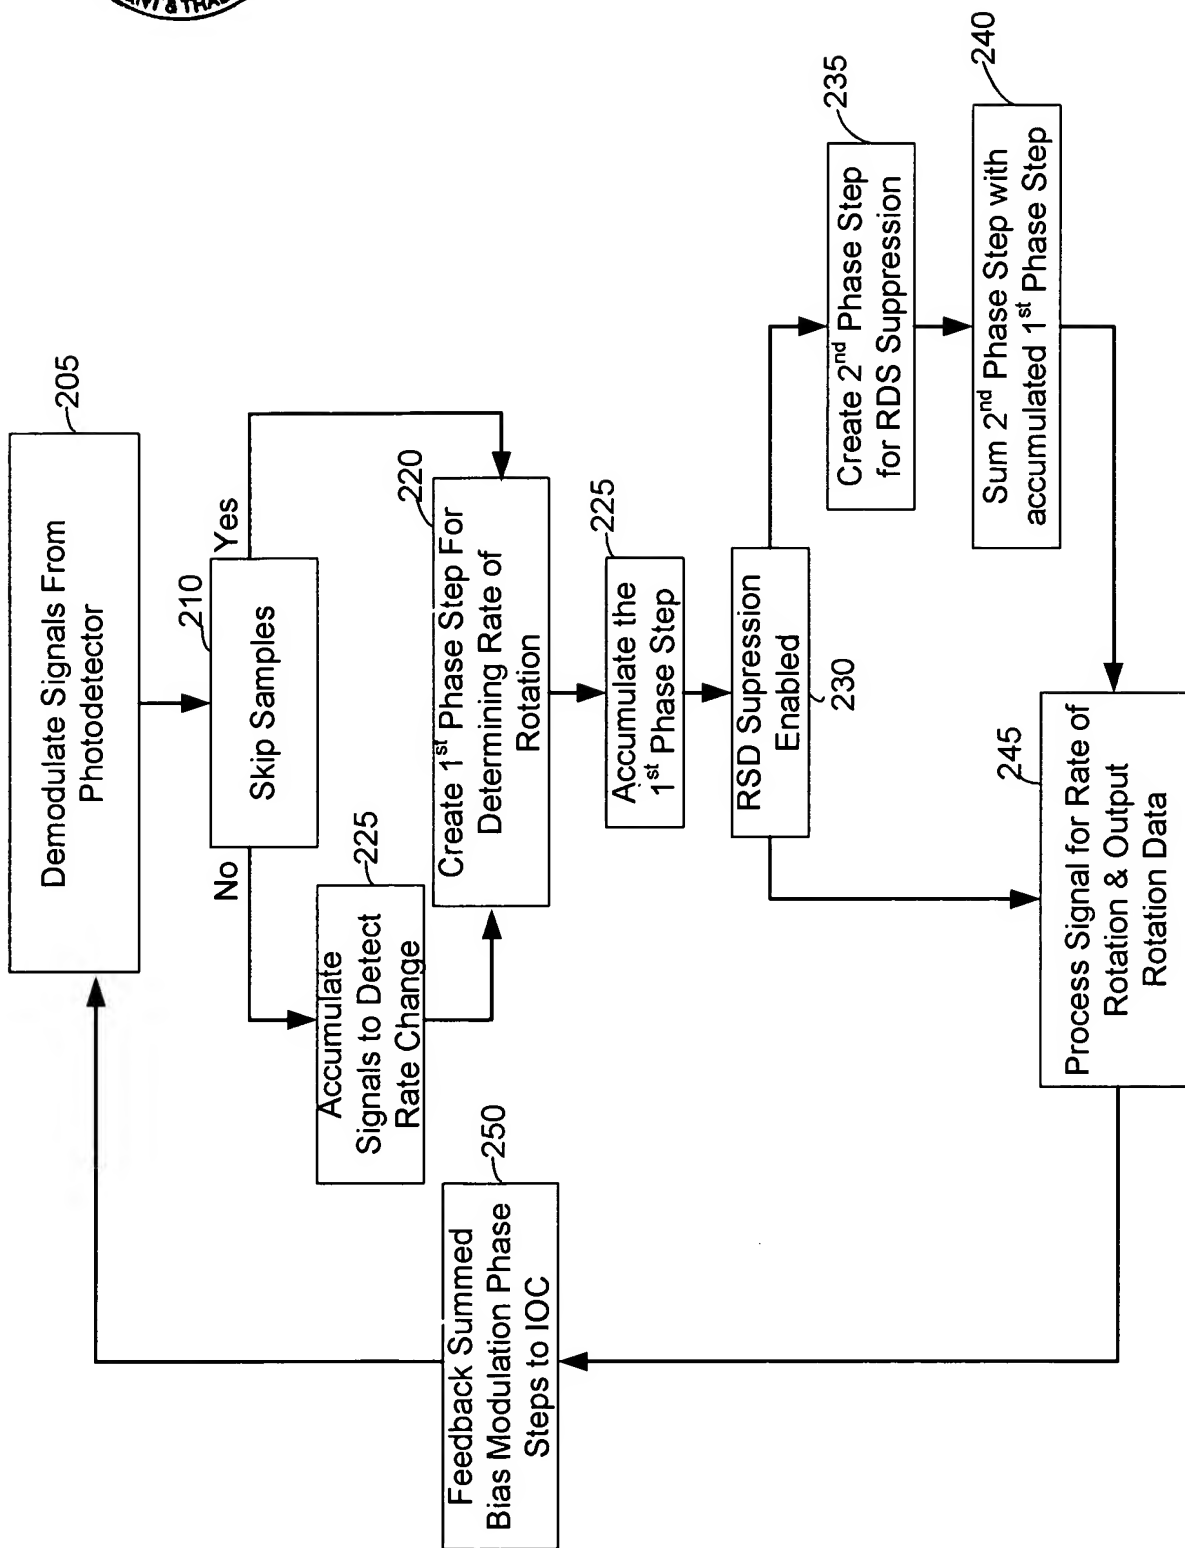 Demodulate Signals From
Photodetector
205
Skip Samples
210
No
Yes
Accumulate
Signals to Detect
Rate Change
225
Create 1st Phase Step For
Determining Rate of
Rotation
220
Accumulate the
1st Phase Step
225
RSD Supression
Enabled
230
Create 2nd Phase Step
for RDS Suppression
235
Sum 2nd Phase Step with
accumulated 1st Phase Step
240
Process Signal for Rate of
Rotation & Output
Rotation Data
245
Feedback Summed
Bias Modulation Phase
Steps to IOC
250